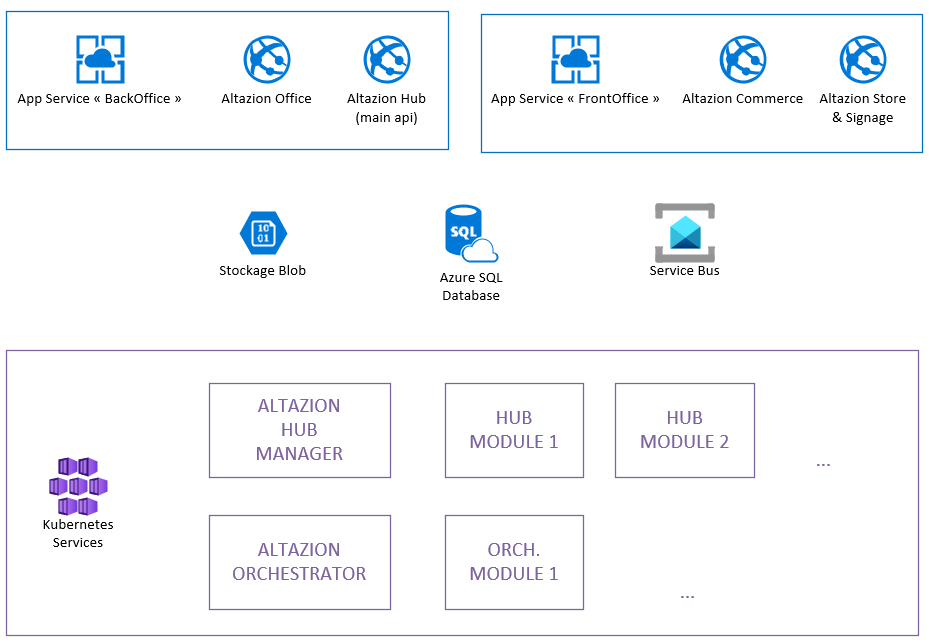 App Service « BackOffice »
Altazion Office
Altazion Hub
(main api)
App Service « FrontOffice »
Altazion Commerce
Altazion Store
& Signage
10
01
Stockage Blob
SQL
Azure SQL
Database
Service Bus
ALTAZION
HUB
MANAGER
HUB
MODULE 1
HUB
MODULE 2
...
Kubernetes
Services
ALTAZION
ORCHESTRATOR
ORCH.
MODULE 1
...